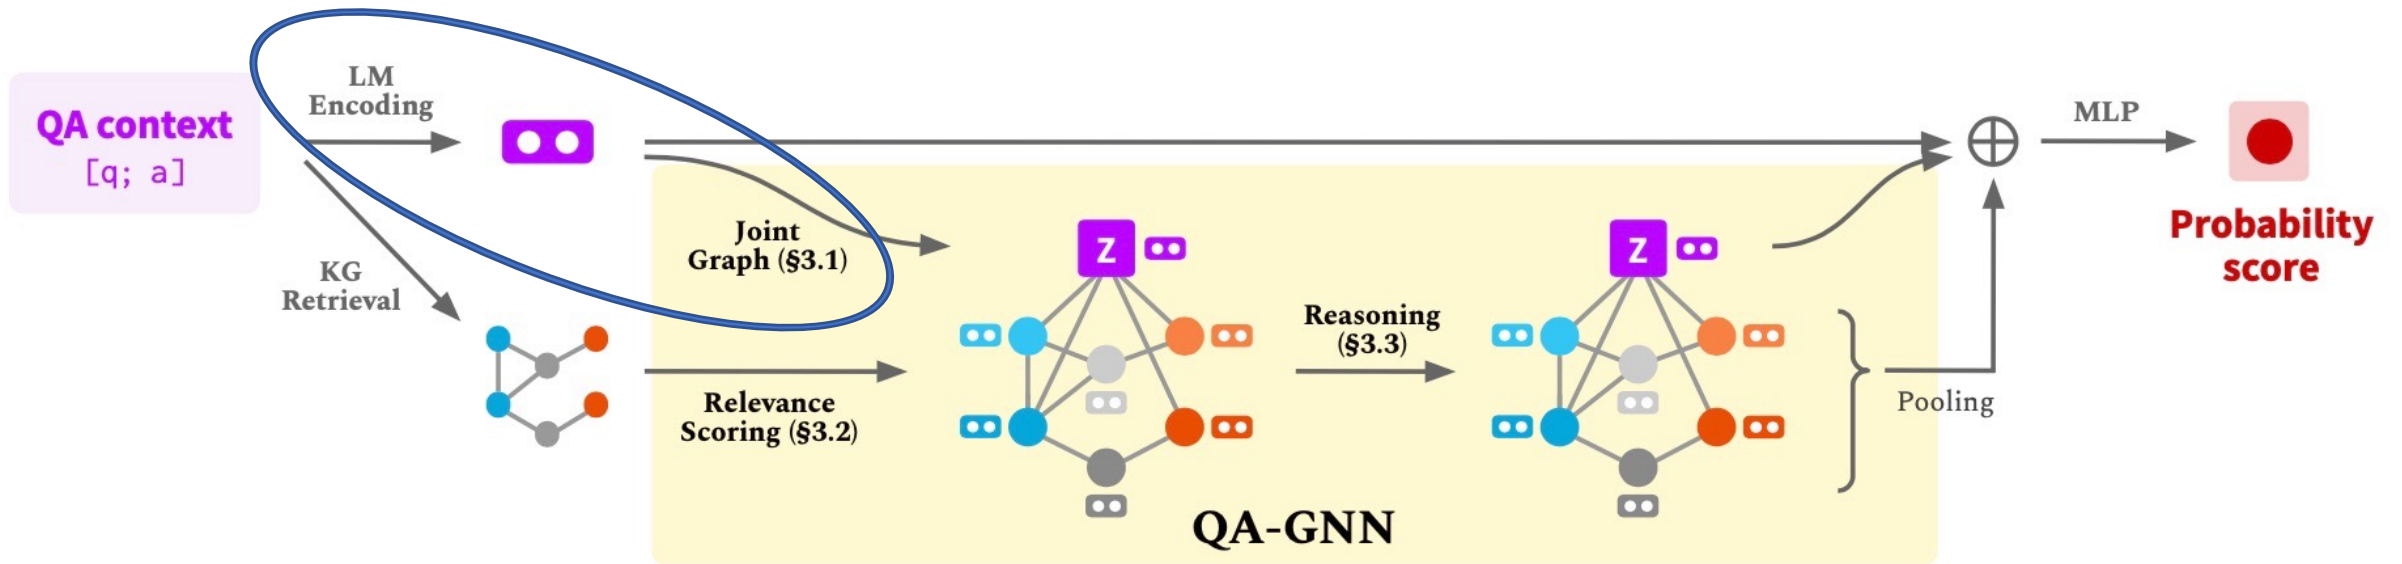 QA context
[q; a]
LM
Encoding
KG
Retrieval
Joint
Graph (§3.1)
Relevance
Scoring (§3.2)
Z
Reasoning
(§3.3)
Z
QA-GNN
Pooling
MLP
Probability
score